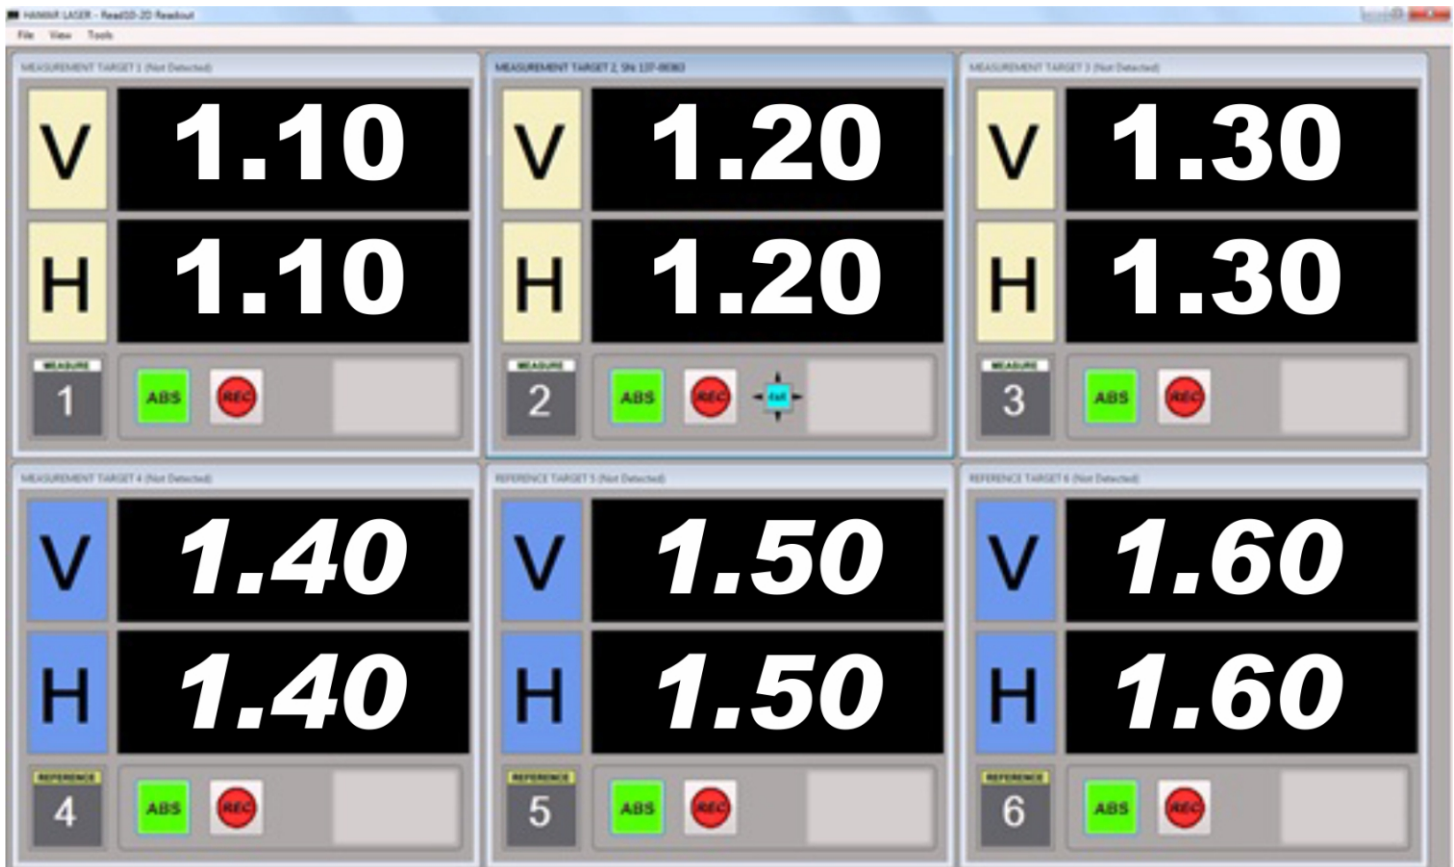 HAMAR LASER - Read10-2D Readout
File View Tools
MEASUREMENT TARGET 1 (Not Detected)
V 1.10
H 1.10
MEASURE
1 ABS REC
MEASUREMENT TARGET 2, SN:
V 1.20
H 1.20
MEASURE
2 ABS REC
MEASUREMENT TARGET 3 (Not Detected)
V 1.30
H 1.30
MEASURE
3 ABS REC
MEASUREMENT TARGET 4 (Not Detected)
V 1.40
H 1.40
REFERENCE
4 ABS REC
REFERENCE TARGET 5 (Not Detected)
V 1.50
H 1.50
REFERENCE
5 ABS REC
REFERENCE TARGET 6 (Not Detected)
V 1.60
H 1.60
REFERENCE
6 ABS REC